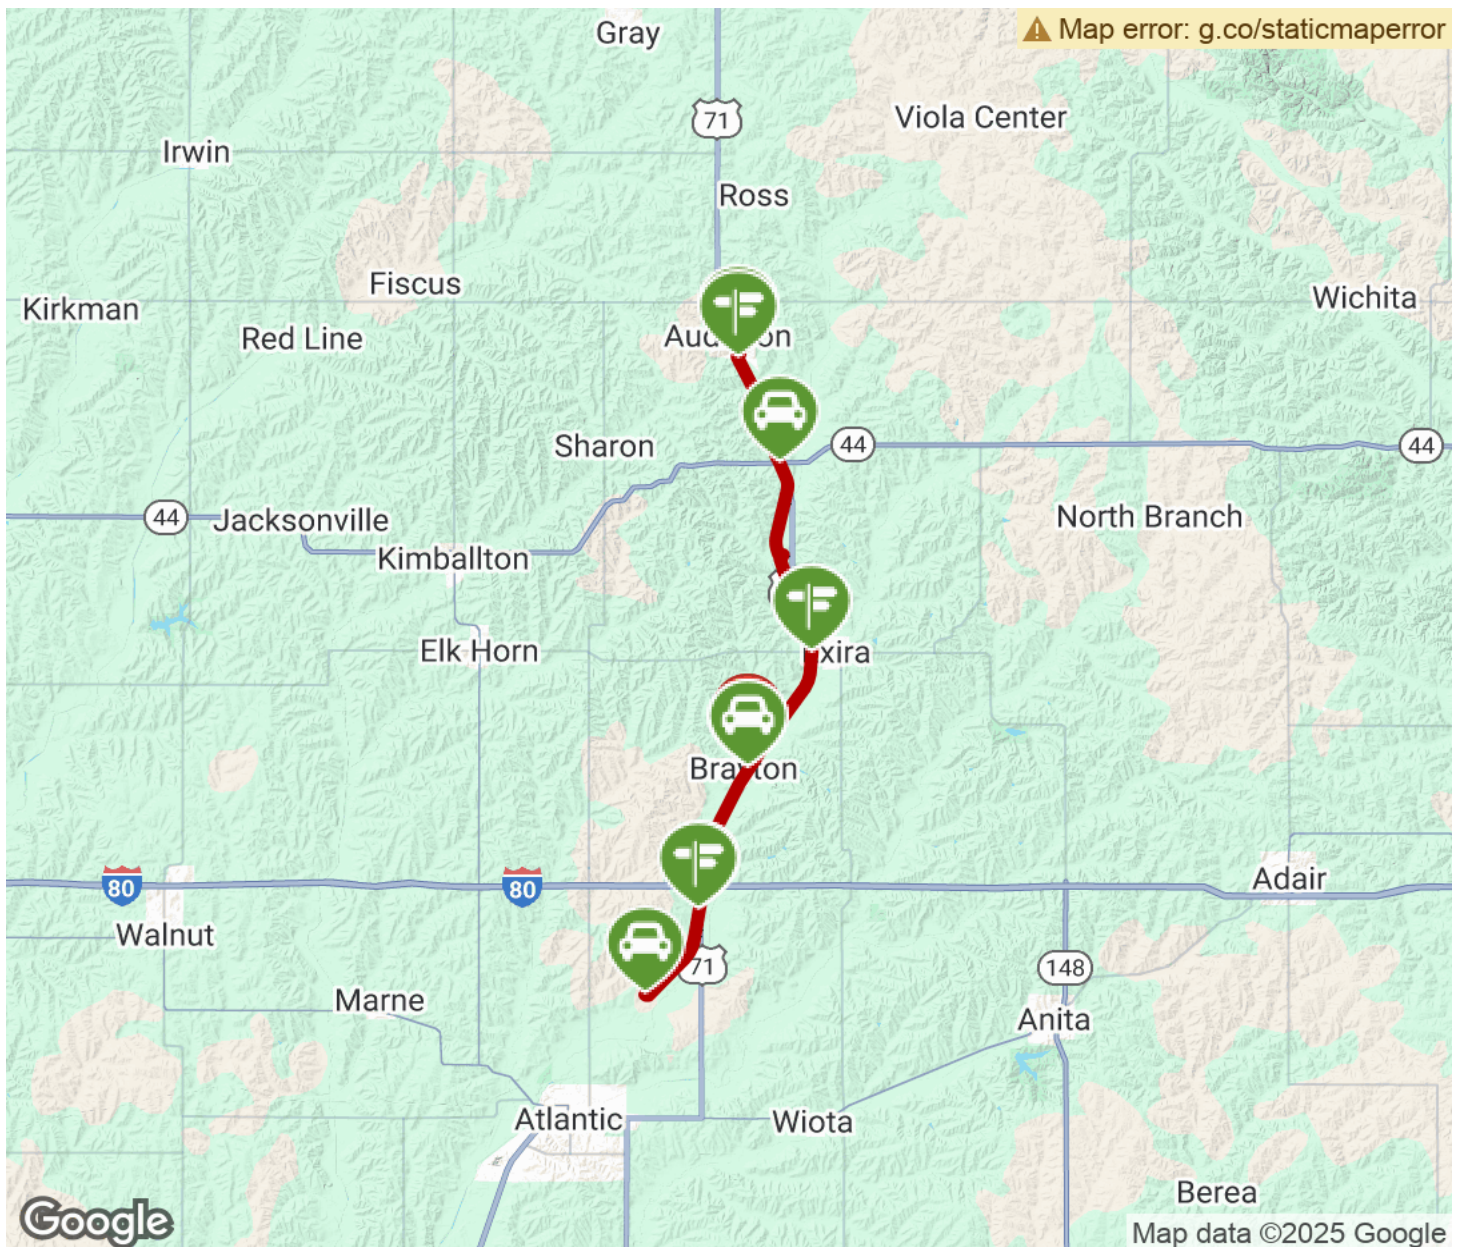 Gray
Map error: g.co/staticmaperror
71
Viola Center
Irwin
Ross
Fiscus
Kirkman
Wichita
Red Line
Sharon
44
44
44
Jacksonville
North Branch
Kimballton
Elk Horn
xira
Brayton
80
80
Adair
Walnut
71
148
Marne
Anita
Atlantic
Wiota
Berea
Google
Map data ©2025 Google